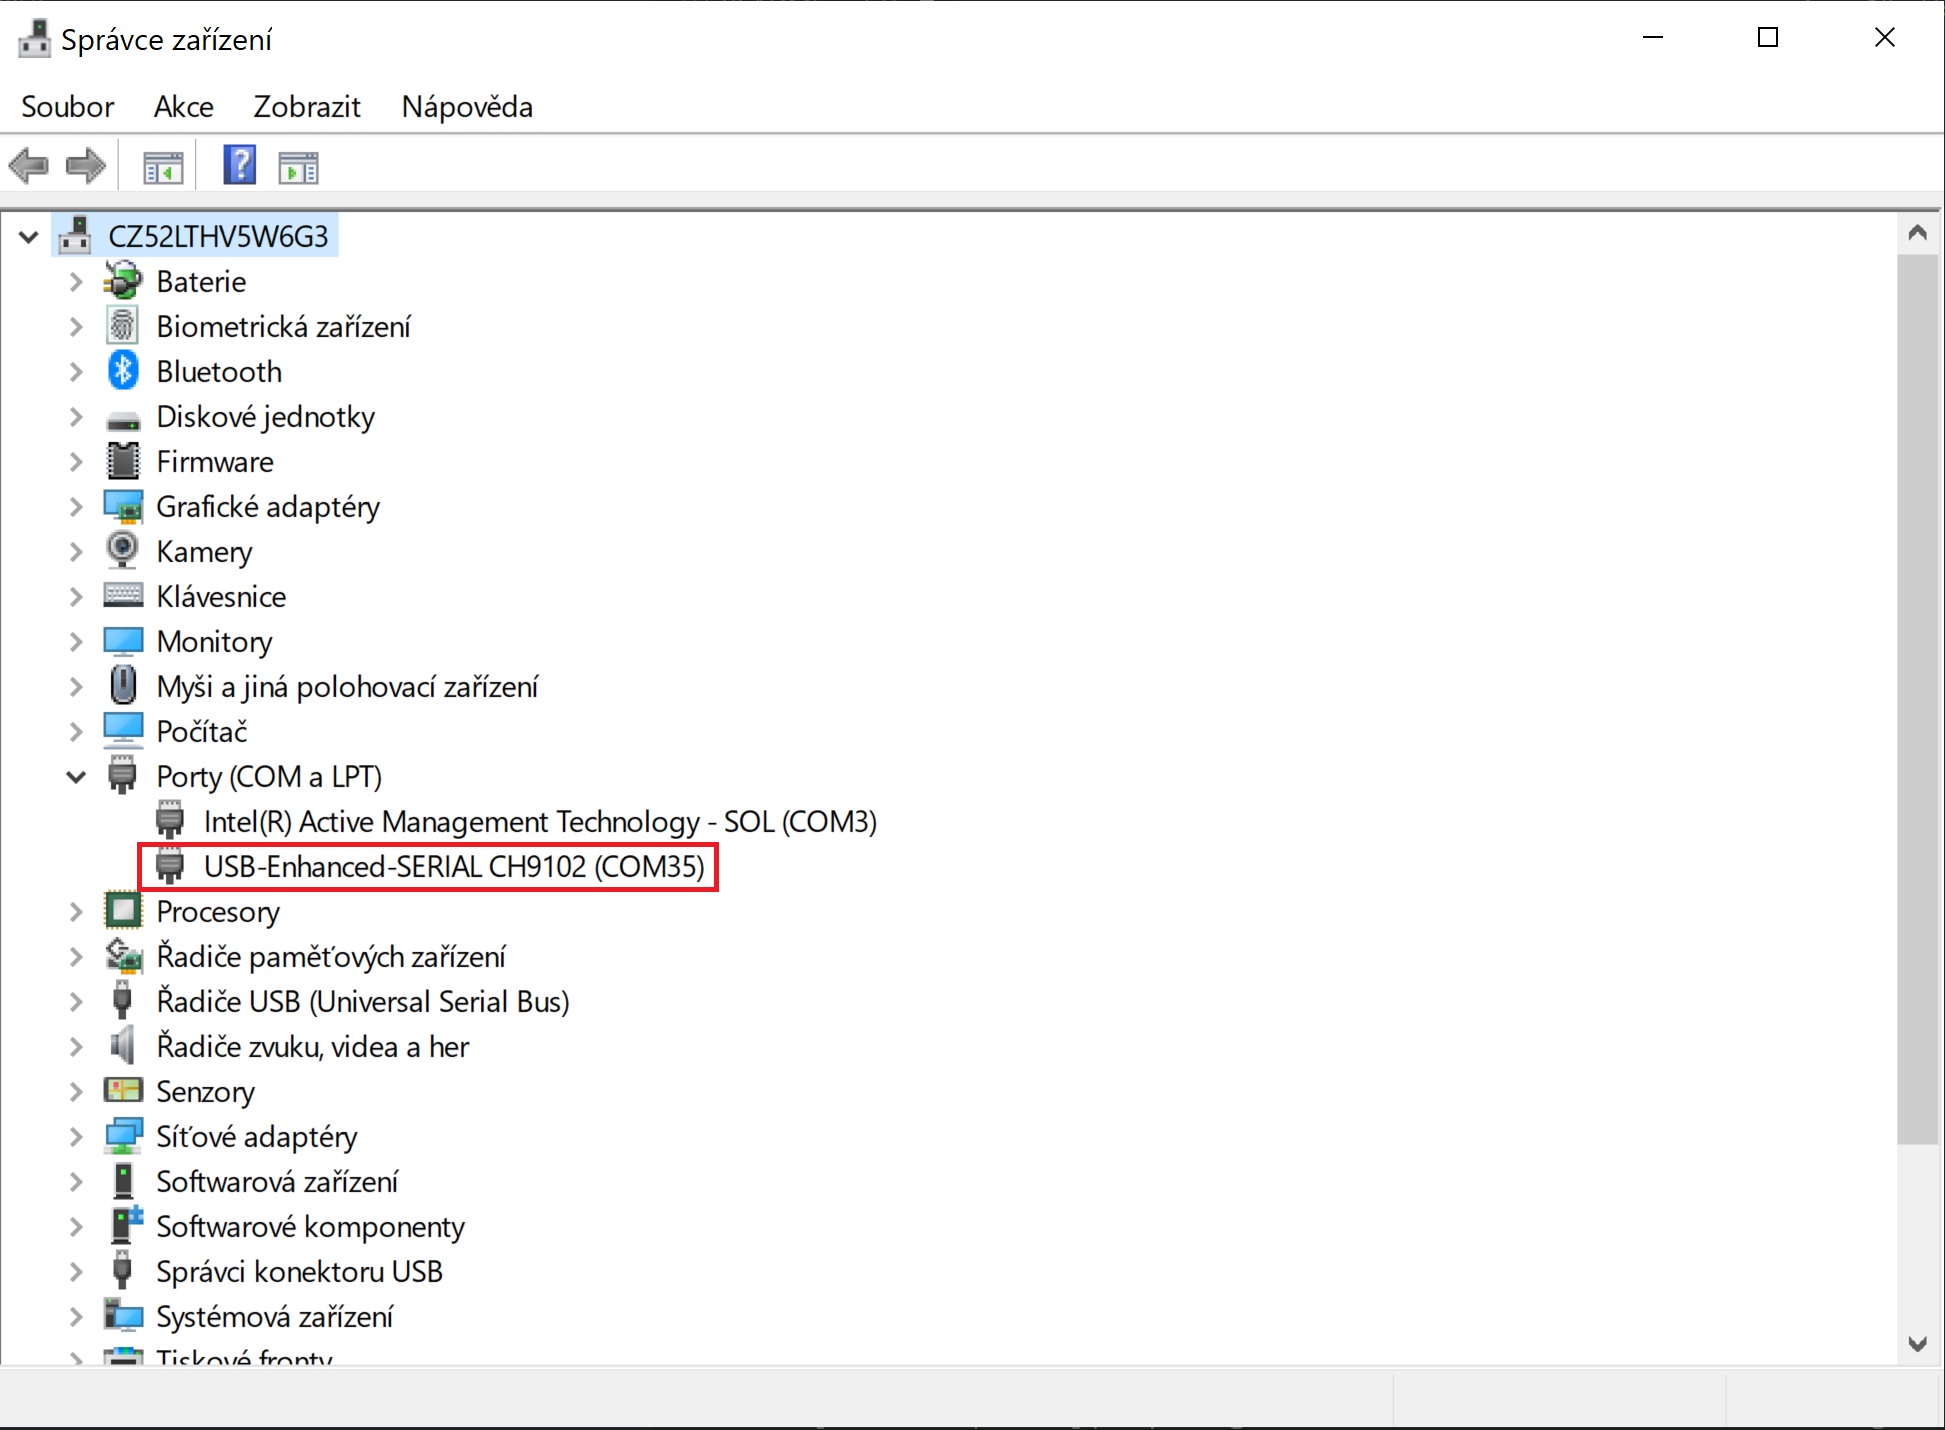 Správce zařízení
Soubor Akce Zobrazit Nápověda
CZ52LTHV5W6G3
Baterie
Biometrická zařízení
Bluetooth
Diskové jednotky
Firmware
Grafické adaptéry
Kamery
Klávesnice
Monitory
Myši a jiná polohovací zařízení
Počítač
Porty (COM a LPT)
Intel(R) Active Management Technology - SOL (COM3)
USB-Enhanced-SERIAL CH9102 (COM35)
Procesory
Řadiče paměťových zařízení
Řadiče USB (Universal Serial Bus)
Řadiče zvuku, videa a her
Senzory
Síťové adaptéry
Softwarová zařízení
Softwarové komponenty
Správci konektoru USB
Systémová zařízení
Tiskové fronty